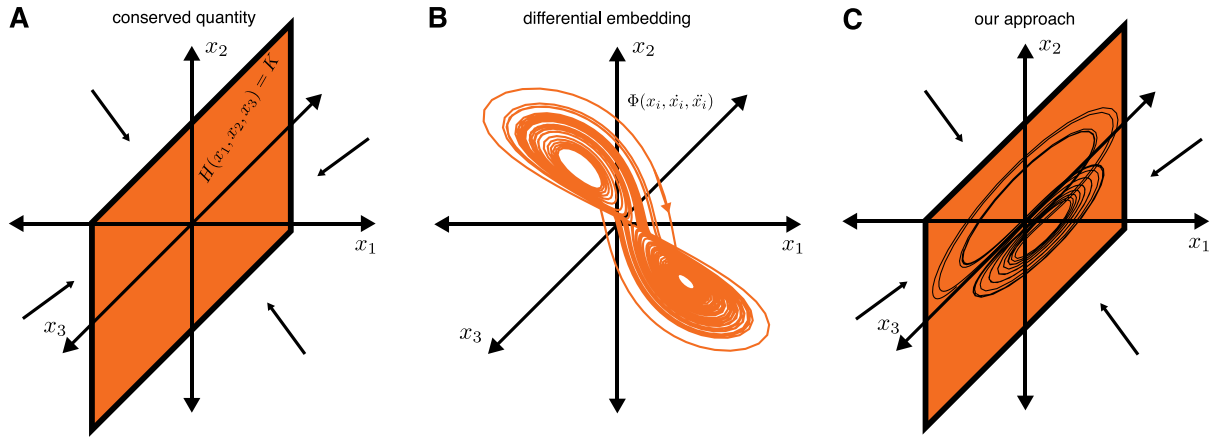 A conserved quantity
x₂
H(x₁, x₂, x₃) = K
x₁
x₃
B differential embedding
x₂
Φ(xᵢ, ẋᵢ, ẍᵢ)
x₁
x₃
C our approach
x₂
x₁
x₃